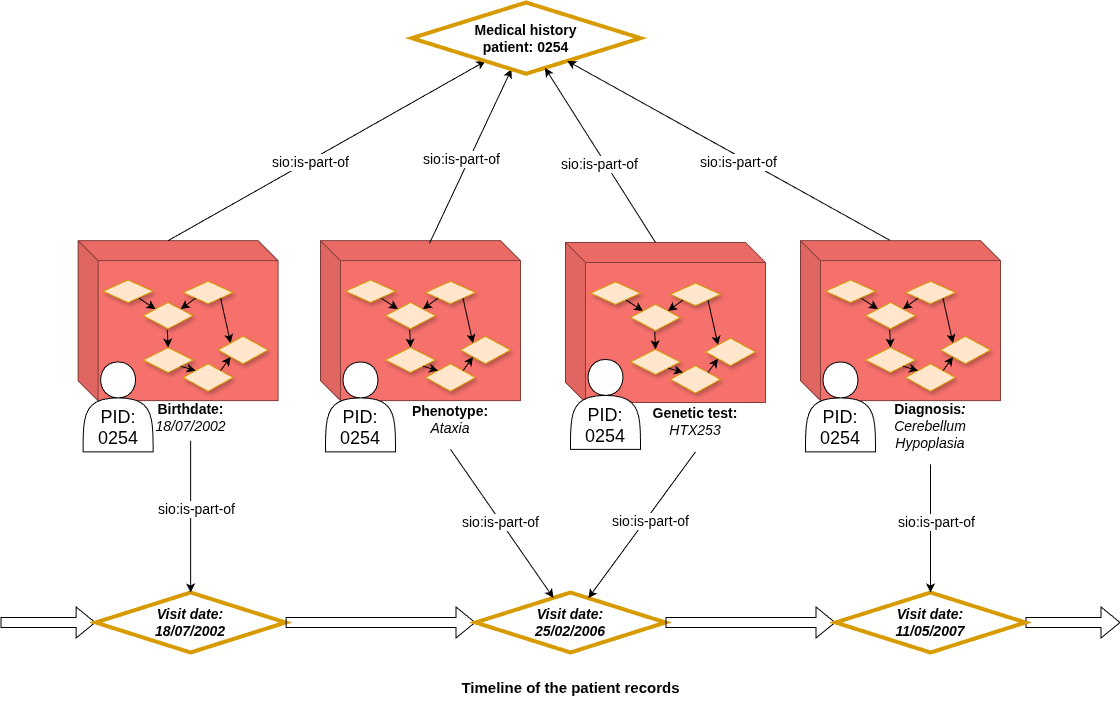 Medical history
patient: 0254
sio:is-part-of
sio:is-part-of
sio:is-part-of
sio:is-part-of
PID:
0254
Birthdate:
18/07/2002
PID:
0254
Phenotype:
Ataxia
PID:
0254
Genetic test:
HTX253
PID:
0254
Diagnosis:
Cerebellum
Hypoplasia
sio:is-part-of
sio:is-part-of
sio:is-part-of
sio:is-part-of
Visit date:
18/07/2002
Visit date:
25/02/2006
Visit date:
11/05/2007
Timeline of the patient records